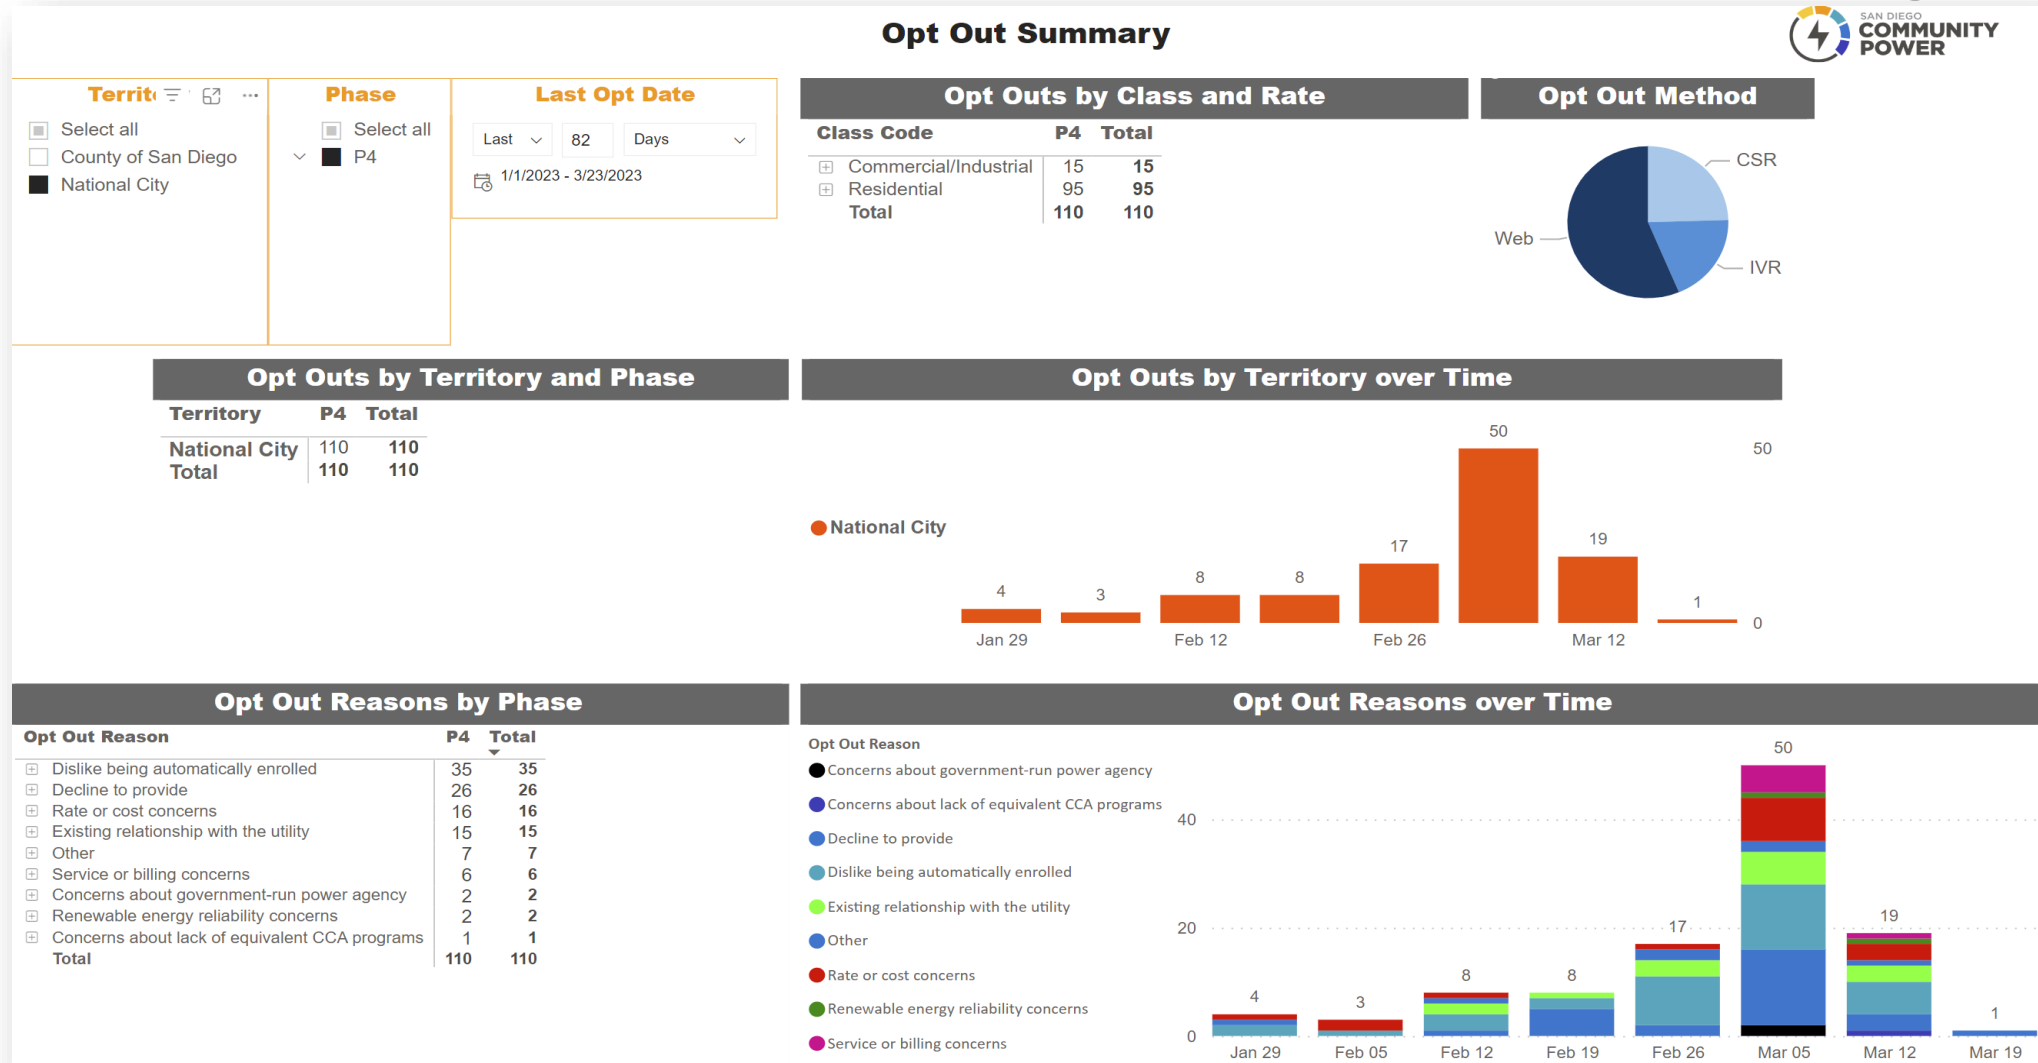 Opt Out Summary
SAN DIEGO
COMMUNITY
POWER
Territ
Select all
County of San Diego
National City
Phase
Select all
P4
Last Opt Date
Last 82 Days
1/1/2023 - 3/23/2023
Opt Outs by Class and Rate
Class Code P4 Total
Commercial/Industrial 15 15
Residential 95 95
Total 110 110
Opt Out Method
CSR
Web
IVR
Opt Outs by Territory and Phase
Territory P4 Total
National City 110 110
Total 110 110
Opt Outs by Territory over Time
National City
50
50
17
19
8
8
4
3
1
0
Jan 29 Feb 12 Feb 26 Mar 12
Opt Out Reasons by Phase
Opt Out Reason P4 Total
Dislike being automatically enrolled 35 35
Decline to provide 26 26
Rate or cost concerns 16 16
Existing relationship with the utility 15 15
Other 7 7
Service or billing concerns 6 6
Concerns about government-run power agency 2 2
Renewable energy reliability concerns 2 2
Concerns about lack of equivalent CCA programs 1 1
Total 110 110
Opt Out Reasons over Time
Opt Out Reason
Concerns about government-run power agency
Concerns about lack of equivalent CCA programs
Decline to provide
Dislike being automatically enrolled
Existing relationship with the utility
Other
Rate or cost concerns
Renewable energy reliability concerns
Service or billing concerns
50
40
20
17
19
8
8
4
3
1
0
Jan 29 Feb 05 Feb 12 Feb 19 Feb 26 Mar 05 Mar 12 Mar 19